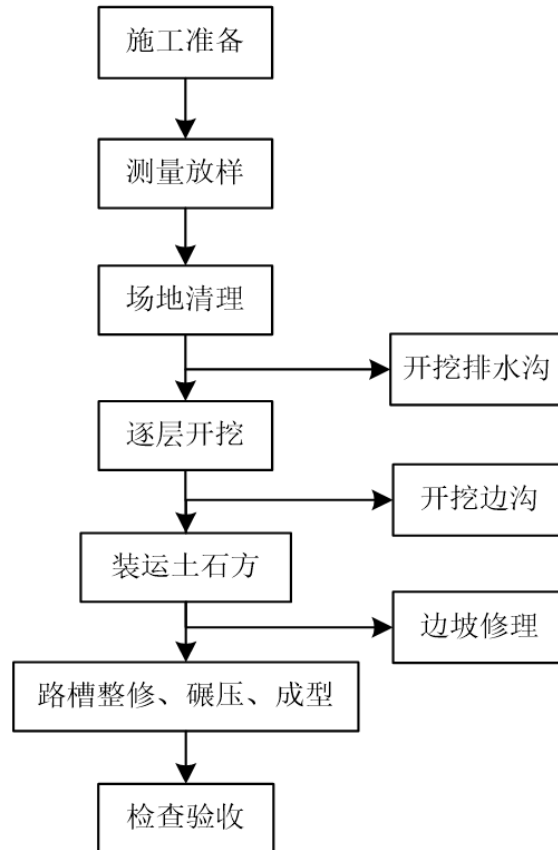 施工准备
测量放样
场地清理
开挖排水沟
逐层开挖
开挖边沟
装运土石方
边坡修理
路槽整修、碾压、成型
检查验收